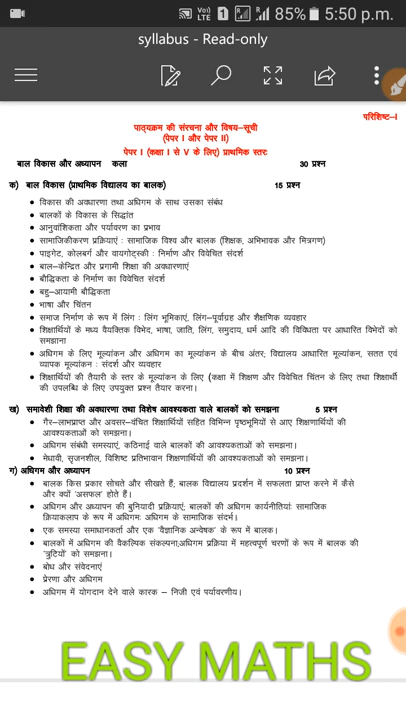 Vo) LTE 1 R R 85% 5:50 p.m.
syllabus - Read-only
परिशिष्ट–I
पाठ्यक्रम की संरचना और विषय–सूची
(पेपर I और पेपर II)
पेपर I (कक्षा I से V के लिए) प्राथमिक स्तरः
बाल विकास और अध्यापन कला 30 प्रश्न
क) बाल विकास (प्राथमिक विद्यालय का बालक) 15 प्रश्न
• विकास की अवधारणा तथा अधिगम के साथ उसका संबंध
• बालकों के विकास के सिद्धांत
• आनुवांशिकता और पर्यावरण का प्रभाव
• सामाजिकीकरण प्रक्रियाएं : सामाजिक विश्व और बालक (शिक्षक, अभिभावक और मित्रगण)
• पाइगेट, कोलबर्ग और वायगोट्स्की : निर्माण और विवेचित संदर्श
• बाल–केन्द्रित और प्रगामी शिक्षा की अवधारणाएं
• बौद्धिकता के निर्माण का विवेचित संदर्श
• बहु–आयामी बौद्धिकता
• भाषा और चिंतन
• समाज निर्माण के रूप में लिंग : लिंग भूमिकाएं, लिंग–पूर्वाग्रह और शैक्षणिक व्यवहार
• शिक्षार्थियों के मध्य वैयक्तिक विभेद, भाषा, जाति, लिंग, समुदाय, धर्म आदि की विविधता पर आधारित विभेदों को
समझाना
• अधिगम के लिए मूल्यांकन और अधिगम का मूल्यांकन के बीच अंतर; विद्यालय आधारित मूल्यांकन, सतत एवं
व्यापक मूल्यांकन : संदर्श और व्यवहार
• शिक्षार्थियों की तैयारी के स्तर के मूल्यांकन के लिए (कक्षा में शिक्षण और विवेचित चिंतन के लिए तथा शिक्षार्थी
की उपलब्धि के लिए उपयुक्त प्रश्न तैयार करना।
ख) समावेशी शिक्षा की अवधारणा तथा विशेष आवश्यकता वाले बालकों को समझना 5 प्रश्न
• गैर–लाभप्राप्त और अवसर–वंचित शिक्षार्थियों सहित विभिन्न पृष्ठभूमियों से आए शिक्षार्थियों की
आवश्यकताओं को समझना।
• अधिगम संबंधी समस्याएं, कठिनाई वाले बालकों की आवश्यकताओं को समझना।
• मेधावी, सृजनशील, विशिष्ट प्रतिभावान शिक्षणार्थियों की आवश्यकताओं को समझना।
ग) अधिगम और अध्यापन 10 प्रश्न
• बालक किस प्रकार सोचते और सीखते हैं; बालक विद्यालय प्रदर्शन में सफलता प्राप्त करने में कैसे
और क्यों 'असफल' होते हैं।
• अधिगम और अध्यापन की बुनियादी प्रक्रियाएं; बालकों की अधिगम कार्यनीतियांः सामाजिक
क्रियाकलाप के रूप में अधिगमः अधिगम के सामाजिक संदर्भ।
• एक समस्या समाधानकर्ता और एक 'वैज्ञानिक अन्वेषक' के रूप में बालक।
• बालकों में अधिगम की वैकल्पिक संकल्पना;अधिगम प्रक्रिया में महत्वपूर्ण चरणों के रूप में बालक की
'त्रुटियों' को समझना।
• बोध और संवेदनाएं
• प्रेरणा और अधिगम
• अधिगम में योगदान देने वाले कारक – निजी एवं पर्यावरणीय।
EASY MATHS